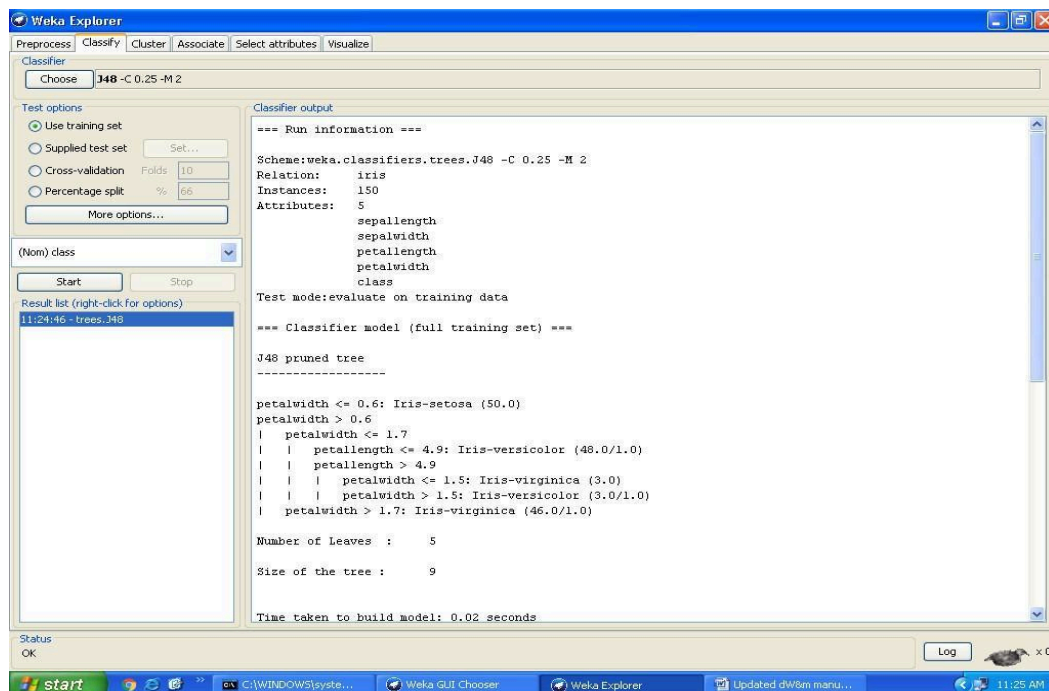 Weka Explorer
Preprocess Classify Cluster Associate Select attributes Visualize
Classifier
Choose J48 -C 0.25 -M 2
Test options
Use training set
Supplied test set Set...
Cross-validation Folds 10
Percentage split % 66
More options...
(Nom) class
Start Stop
Result list (right-click for options)
11:24:46 - trees.J48
Classifier output
=== Run information ===
Scheme:weka.classifiers.trees.J48 -C 0.25 -M 2
Relation: iris
Instances: 150
Attributes: 5
sepallength
sepalwidth
petallength
petalwidth
class
Test mode:evaluate on training data
=== Classifier model (full training set) ===
J48 pruned tree
------------------
petalwidth <= 0.6: Iris-setosa (50.0)
petalwidth > 0.6
| petalwidth <= 1.7
| | petallength <= 4.9: Iris-versicolor (48.0/1.0)
| | petallength > 4.9
| | | petalwidth <= 1.5: Iris-virginica (3.0)
| | | petalwidth > 1.5: Iris-versicolor (3.0/1.0)
| petalwidth > 1.7: Iris-virginica (46.0/1.0)
Number of Leaves : 5
Size of the tree : 9
Time taken to build model: 0.02 seconds
Status
OK
Log x 0
start C:\WINDOWS\syste... Weka GUI Chooser Weka Explorer Updated dW&m manu... 11:25 AM